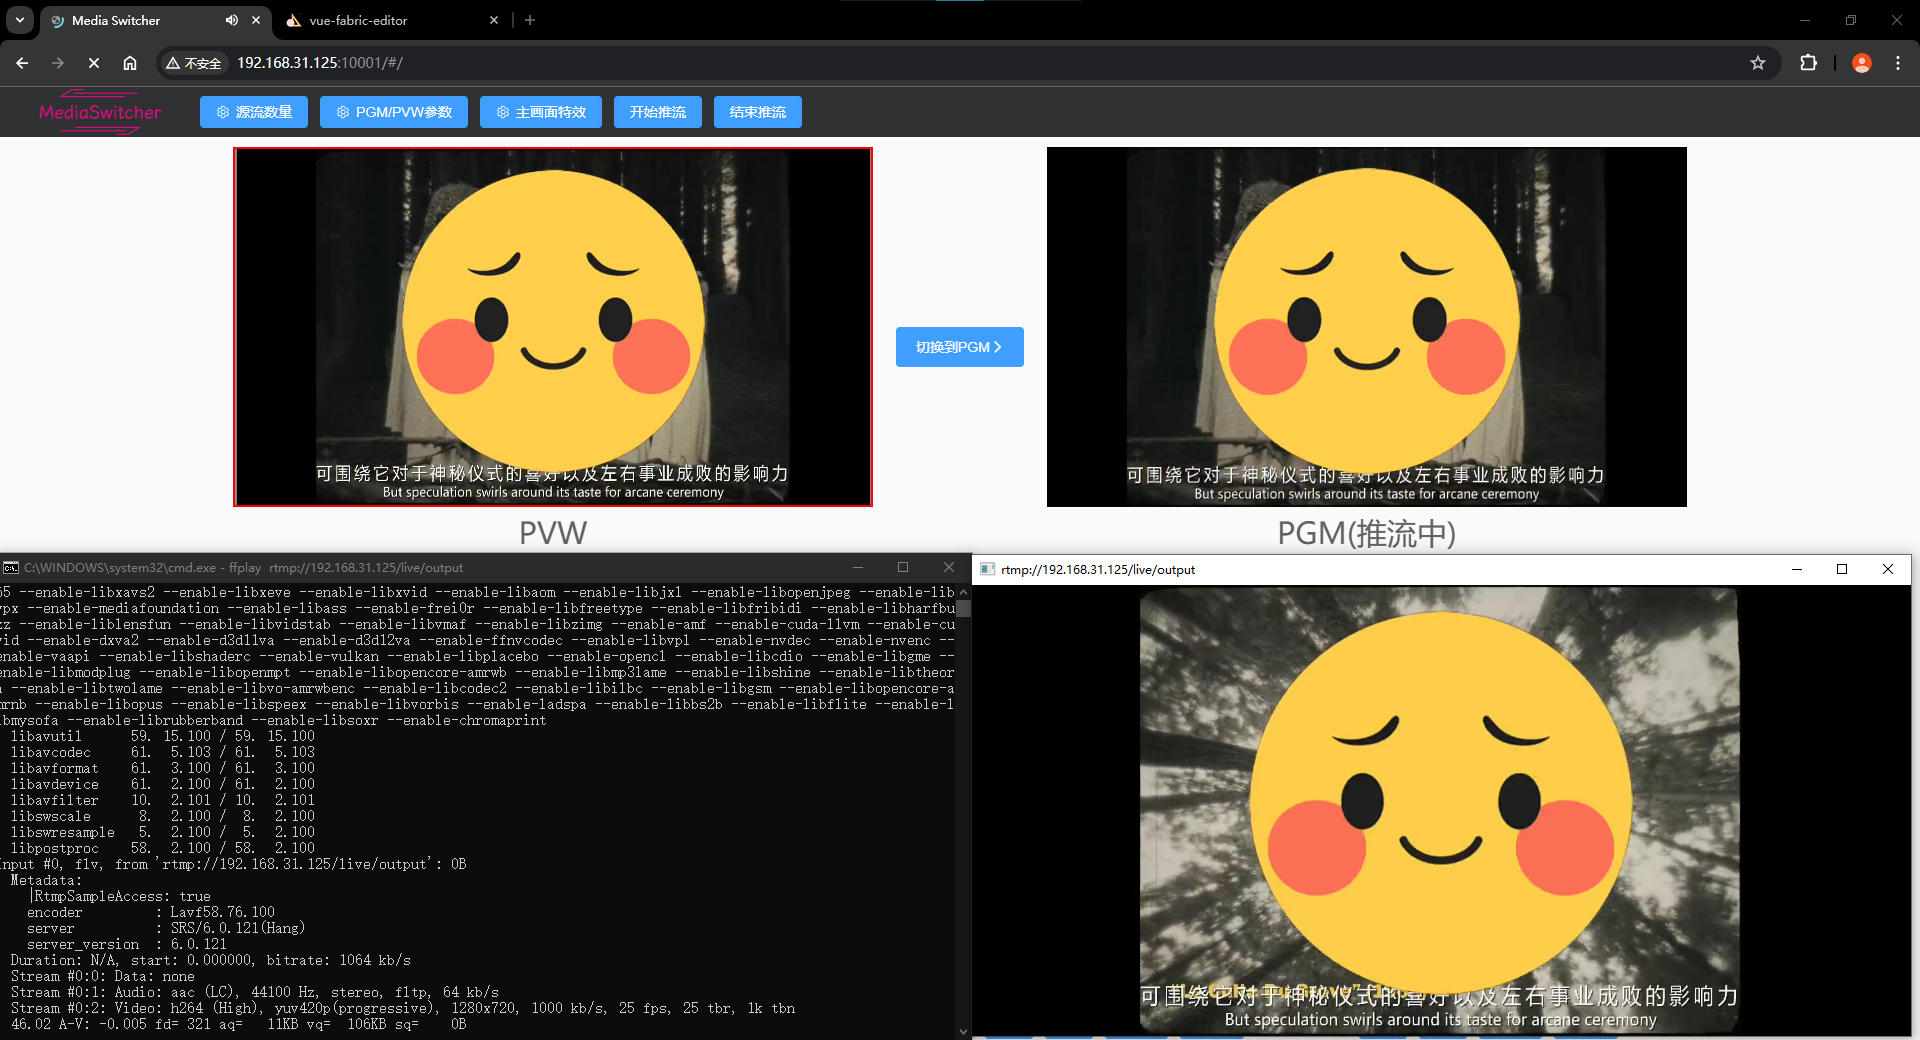 Media Switcher
vue-fabric-editor
不安全
192.168.31.125:10001/#/
MediaSwitcher
源流数量
PGM/PVW参数
主画面特效
开始推流
结束推流
可围绕它对于神秘仪式的喜好以及左右事业成败的影响力
But speculation swirls around its taste for arcane ceremony
PVW
切换到PGM
可围绕它对于神秘仪式的喜好以及左右事业成败的影响力
But speculation swirls around its taste for arcane ceremony
PGM(推流中)
C:\WINDOWS\system32\cmd.exe - ffplay  rtmp://192.168.31.125/live/output
65 --enable-libxavs2 --enable-libxeve --enable-libxvid --enable-libaom --enable-libjxl --enable-libopenjpeg --enable-lib
vpx --enable-mediafoundation --enable-libass --enable-frei0r --enable-libfreetype --enable-libfribidi --enable-libharfbu
zz --enable-liblensfun --enable-libvidstab --enable-libvmaf --enable-libzimg --enable-amf --enable-cuda-llvm --enable-cu
vid --enable-dxva2 --enable-d3d11va --enable-d3d12va --enable-ffnvcodec --enable-libvpl --enable-nvdec --enable-nvenc --
enable-vaapi --enable-libshaderc --enable-vulkan --enable-libplacebo --enable-opencl --enable-libcdio --enable-libgme --
enable-libmodplug --enable-libopenmpt --enable-libopencore-amrwb --enable-libmp3lame --enable-libshine --enable-libtheor
a --enable-libtwolame --enable-libvo-amrwbenc --enable-libcodec2 --enable-libilbc --enable-libgsm --enable-libopencore-a
mrnb --enable-libopus --enable-libspeex --enable-libvorbis --enable-ladspa --enable-libbs2b --enable-libflite --enable-l
ibmysofa --enable-librubberband --enable-libsoxr --enable-chromaprint
libavutil      59. 15.100 / 59. 15.100
libavcodec     61.  5.103 / 61.  5.103
libavformat    61.  3.100 / 61.  3.100
libavdevice    61.  2.100 / 61.  2.100
libavfilter    10.  2.101 / 10.  2.101
libswscale      8.  2.100 /  8.  2.100
libswresample   5.  2.100 /  5.  2.100
libpostproc    58.  2.100 / 58.  2.100
Input #0, flv, from 'rtmp://192.168.31.125/live/output': 0B
Metadata:
|RtmpSampleAccess: true
encoder         : Lavf58.76.100
server          : SRS/6.0.121(Hang)
server_version  : 6.0.121
Duration: N/A, start: 0.000000, bitrate: 1064 kb/s
Stream #0:0: Data: none
Stream #0:1: Audio: aac (LC), 44100 Hz, stereo, fltp, 64 kb/s
Stream #0:2: Video: h264 (High), yuv420p(progressive), 1280x720, 1000 kb/s, 25 fps, 25 tbr, 1k tbn
46.02 A-V: -0.005 fd= 321 aq=   11KB vq=  106KB sq=    0B
rtmp://192.168.31.125/live/output
可围绕它对于神秘仪式的喜好以及左右事业成败的影响力
But speculation swirls around its taste for arcane ceremony